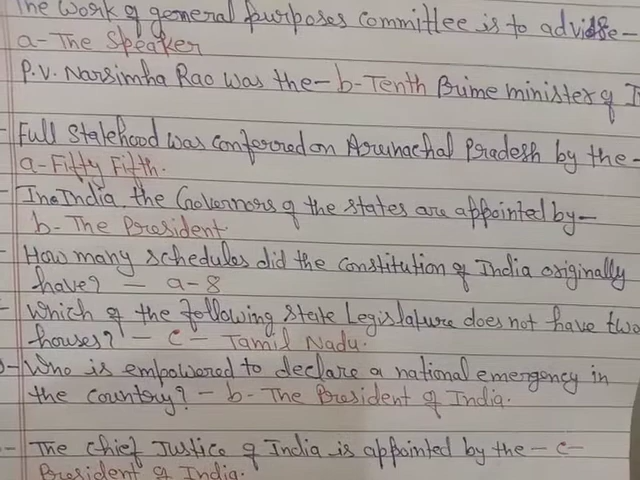 The work of general purposes committee is to advidse-
a- The Speaker
P.V. Narsimha Rao was the- b- Tenth Prime minister of I
- Full Statehood was conferred on Arunachal Pradesh by the-
a- Fifty Fifth.
- In India, the Governors of the states are appointed by-
b- The President
- How many schedules did the constitution of India originally
have? - a-8
- Which of the following state Legislature does not have two
houses? - c- Tamil Nadu.
- Who is empowered to declare a national emergency in
the country? - b- The President of India.
- The Chief Justice of India is appointed by the - c-
President of India.